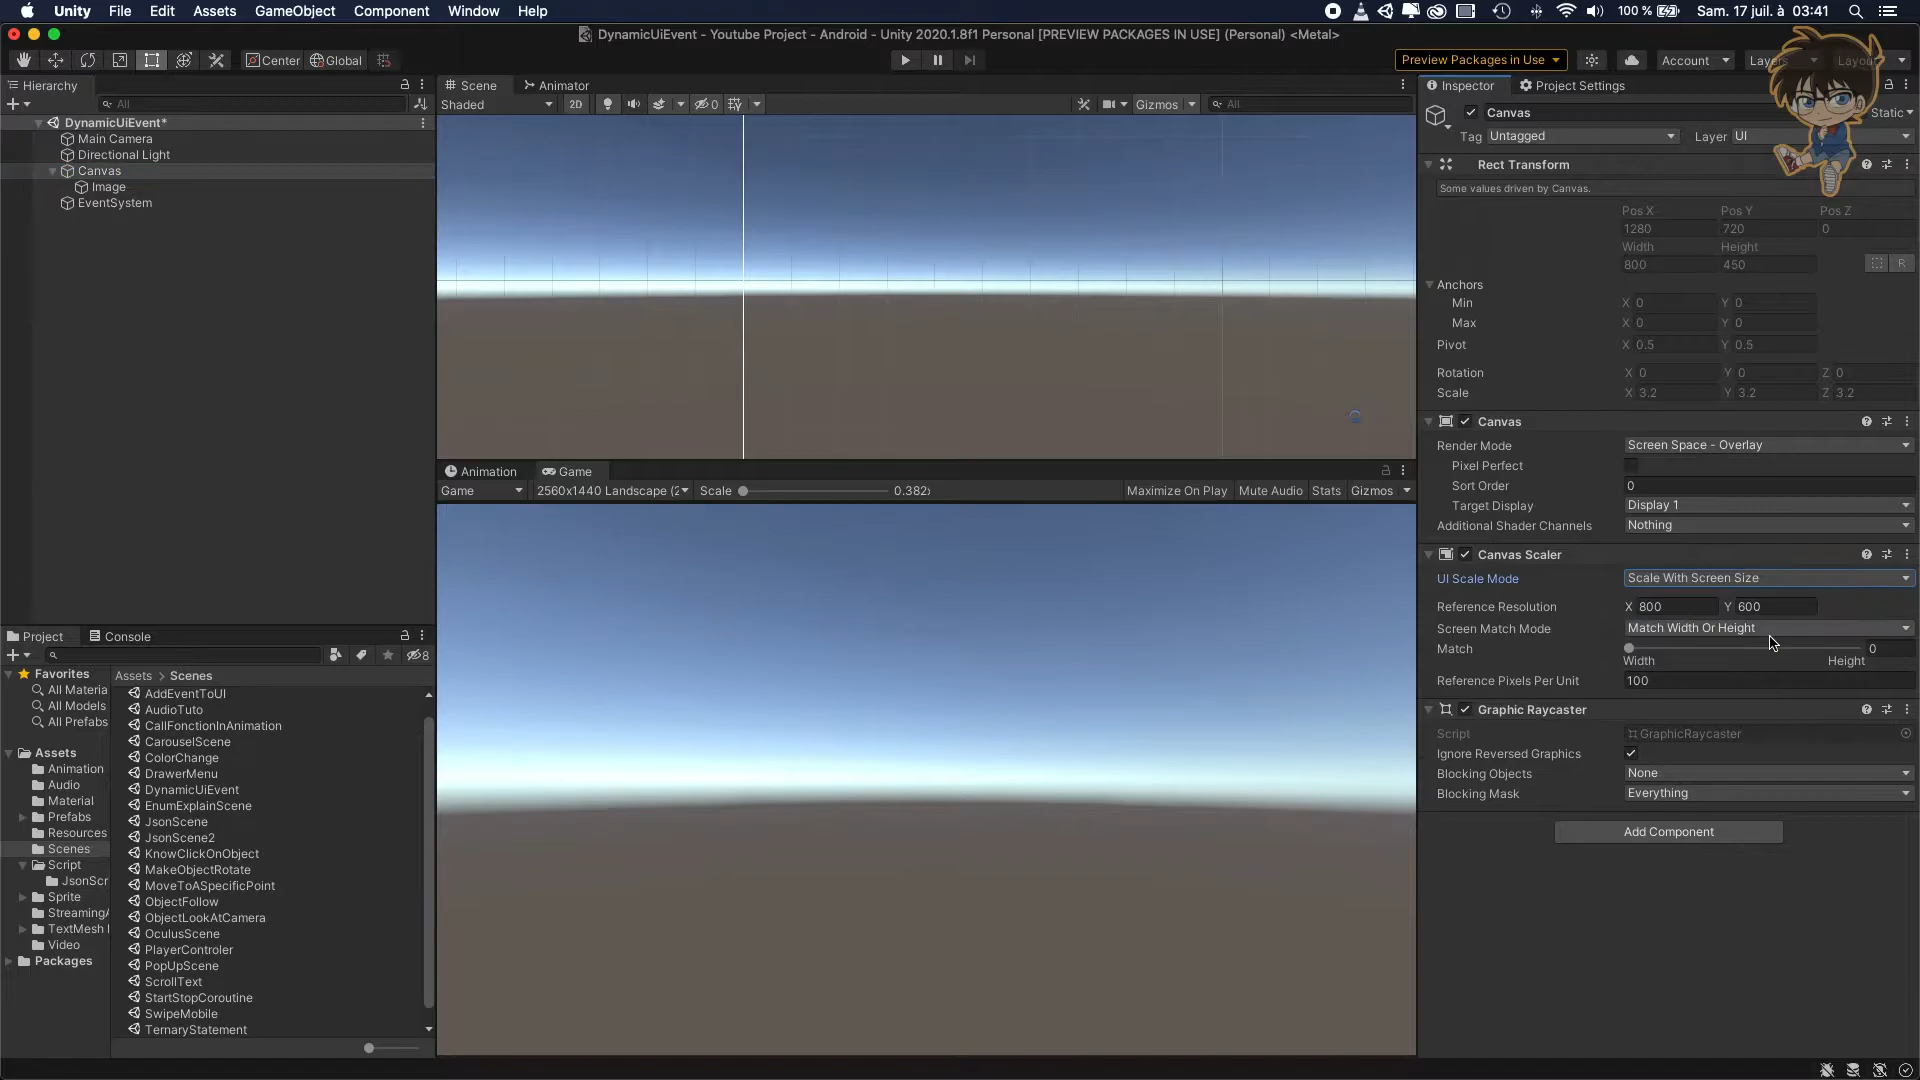 Unity File Edit Assets GameObject Component Window Help
100 % Sam. 17 juil. à 03:41
DynamicUiEvent - Youtube Project - Android - Unity 2020.1.8f1 Personal [PREVIEW PACKAGES IN USE] (Personal) <Metal>
Center Global
Preview Packages in Use Account
Hierarchy
All
DynamicUiEvent*
Main Camera
Directional Light
Canvas
Image
EventSystem
Scene Animator
Shaded 2D 0 Gizmos All
Animation Game
Game 2560x1440 Landscape (2 Scale 0.382 Maximize On Play Mute Audio Stats Gizmos
Project Console
8
Favorites
All Materia
All Models
All Prefabs
Assets
Animation
Audio
Material
Prefabs
Resources
Scenes
Script
JsonScr
Sprite
StreamingA
TextMesh
Video
Packages
Assets > Scenes
AddEventToUI
AudioTuto
CallFonctionInAnimation
CarouselScene
ColorChange
DrawerMenu
DynamicUiEvent
EnumExplainScene
JsonScene
JsonScene2
KnowClickOnObject
MakeObjectRotate
MoveToASpecificPoint
ObjectFollow
ObjectLookAtCamera
OculusScene
PlayerControler
PopUpScene
ScrollText
StartStopCoroutine
SwipeMobile
TernaryStatement
Inspector Project Settings
Canvas Static
Tag Untagged Layer UI
Rect Transform
Some values driven by Canvas.
Pos X Pos Y Pos Z
1280 720 0
Width Height
800 450
R
Anchors
Min X 0 Y 0
Max X 0 Y 0
Pivot X 0.5 Y 0.5
Rotation X 0 Y 0 Z 0
Scale X 3.2 Y 3.2 Z 3.2
Canvas
Render Mode Screen Space - Overlay
Pixel Perfect
Sort Order 0
Target Display Display 1
Additional Shader Channels Nothing
Canvas Scaler
UI Scale Mode Scale With Screen Size
Reference Resolution X 800 Y 600
Screen Match Mode Match Width Or Height
Match 0
Width Height
Reference Pixels Per Unit 100
Graphic Raycaster
Script GraphicRaycaster
Ignore Reversed Graphics
Blocking Objects None
Blocking Mask Everything
Add Component